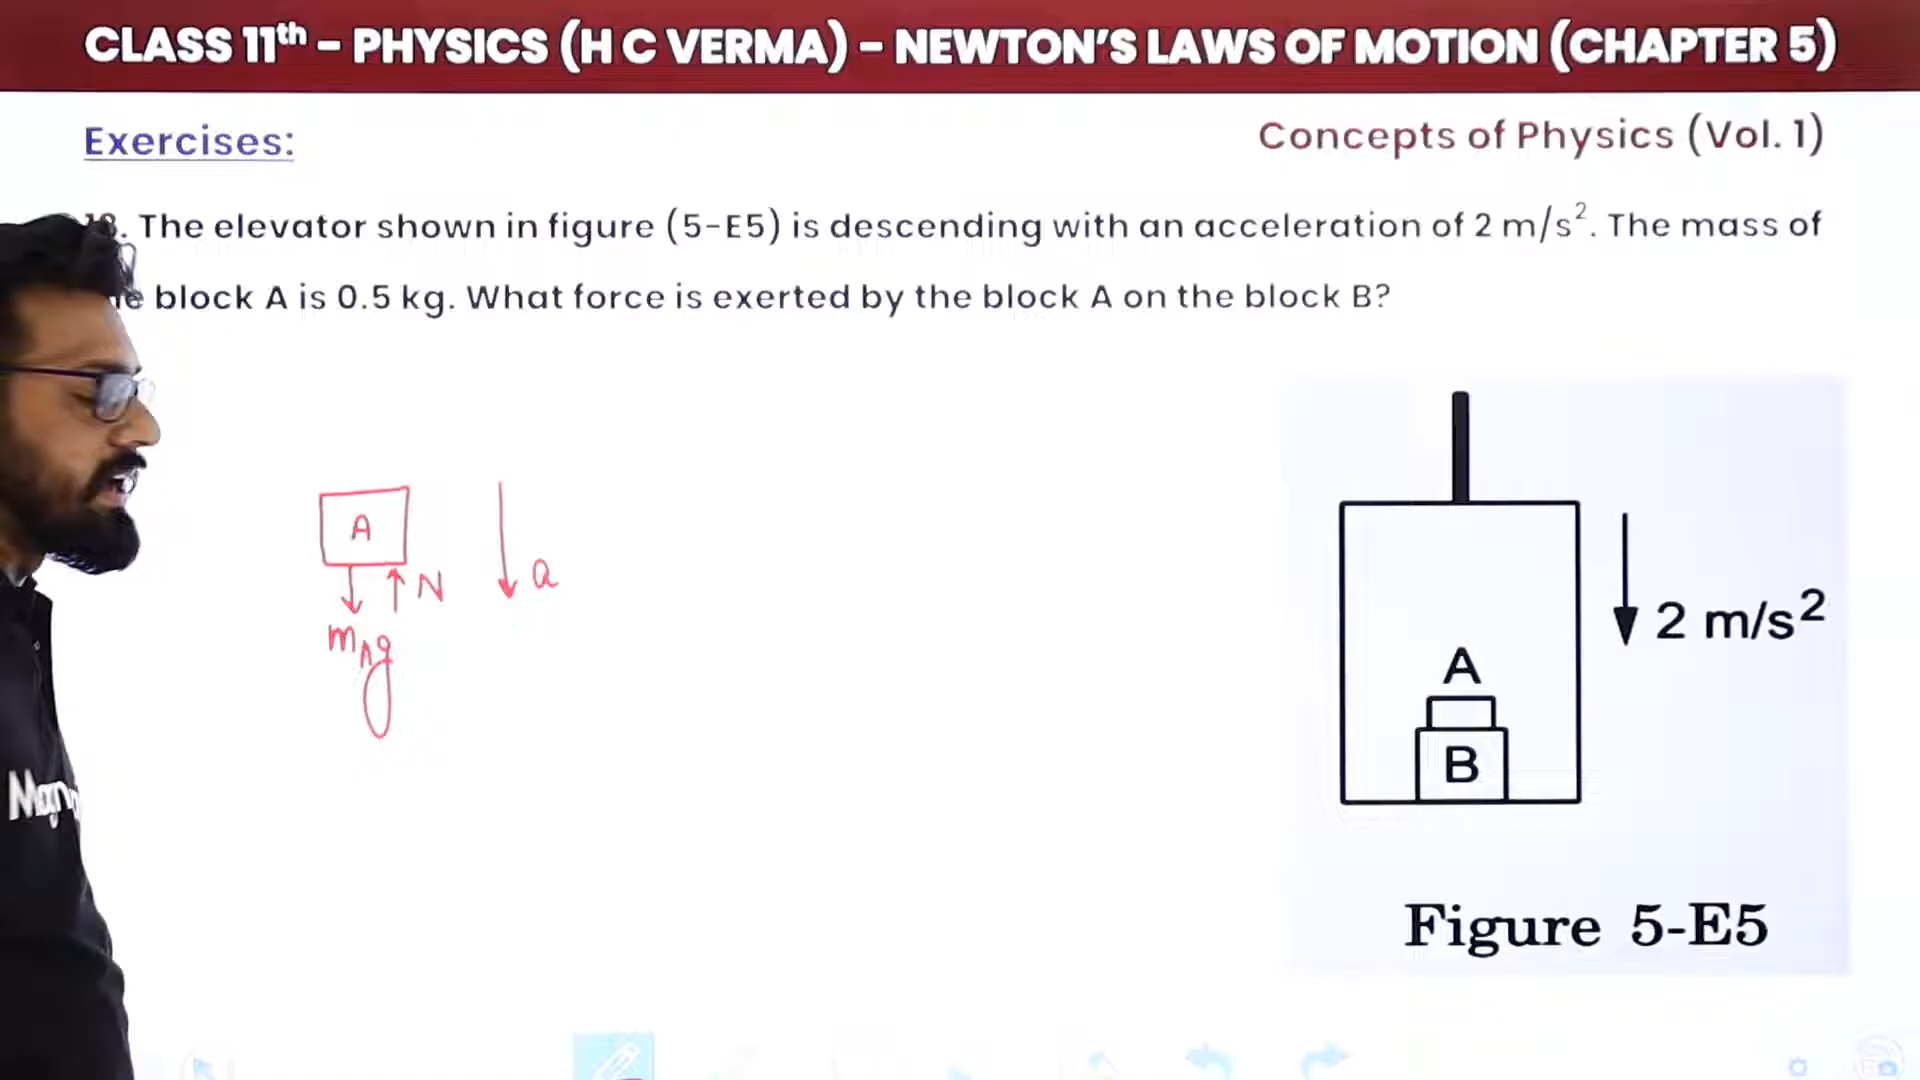 CLASS 11th – PHYSICS (H C VERMA) – NEWTON'S LAWS OF MOTION (CHAPTER 5)
Exercises:
Concepts of Physics (Vol. 1)
The elevator shown in figure (5-E5) is descending with an acceleration of 2 m/s². The mass of
block A is 0.5 kg. What force is exerted by the block A on the block B?
A
N
a
mAg
2 m/s²
A
B
Figure 5-E5